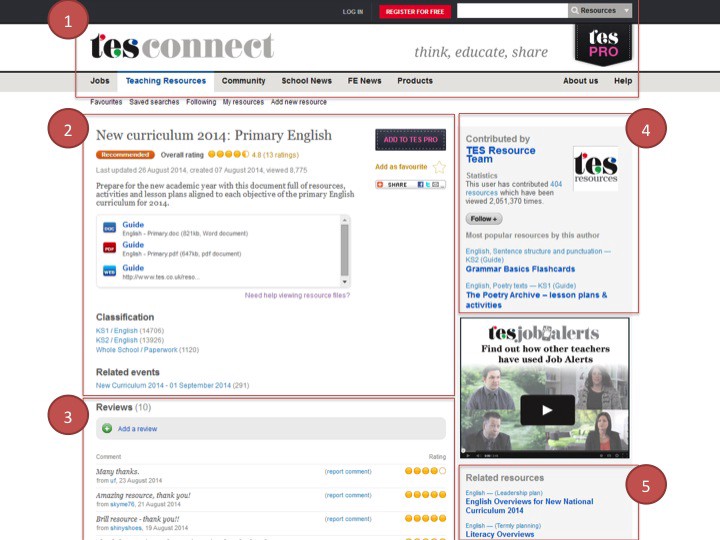 1
LOG IN
REGISTER FOR FREE
Resources
tes connect
think, educate, share
tes
PRO
Jobs
Teaching Resources
Community
School News
FE News
Products
About us
Help
Favourites
Saved searches
Following
My resources
Add new resource
2
New curriculum 2014: Primary English
Recommended
Overall rating
4.8 (13 ratings)
Last updated 26 August 2014, created 07 August 2014, viewed 8,775
Prepare for the new academic year with this document full of resources,
activities and lesson plans aligned to each objective of the primary English
curriculum for 2014.
ADD TO TES PRO
Add as favourite
SHARE
DOC
Guide
English - Primary.doc (821kb, Word document)
PDF
Guide
English - Primary.pdf (647kb, pdf document)
WEB
Guide
http://www.tes.co.uk/reso...
Need help viewing resource files?
Classification
KS1 / English (14706)
KS2 / English (13926)
Whole School / Paperwork (1120)
Related events
New Curriculum 2014 - 01 September 2014 (291)
3
Reviews (10)
Add a review
Comment
Rating
Many thanks.
(report comment)
from uf, 23 August 2014
Amazing resource, thank you!
(report comment)
from skyme76, 21 August 2014
Brill resource - thank you!!
(report comment)
from shinyshoes, 19 August 2014
4
Contributed by
TES Resource
Team
tes
resources
Statistics
This user has contributed 404
resources which have been
viewed 2,051,370 times.
Follow +
Most popular resources by this author
English, Sentence structure and punctuation —
KS2 (Guide)
Grammar Basics Flashcards
English, Poetry texts — KS1 (Guide)
The Poetry Archive – lesson plans &
activities
tes job alerts
Find out how other teachers
have used Job Alerts
5
Related resources
English — (Leadership plan)
English Overviews for New National
Curriculum 2014
English — (Termly planning)
Literacy Overviews